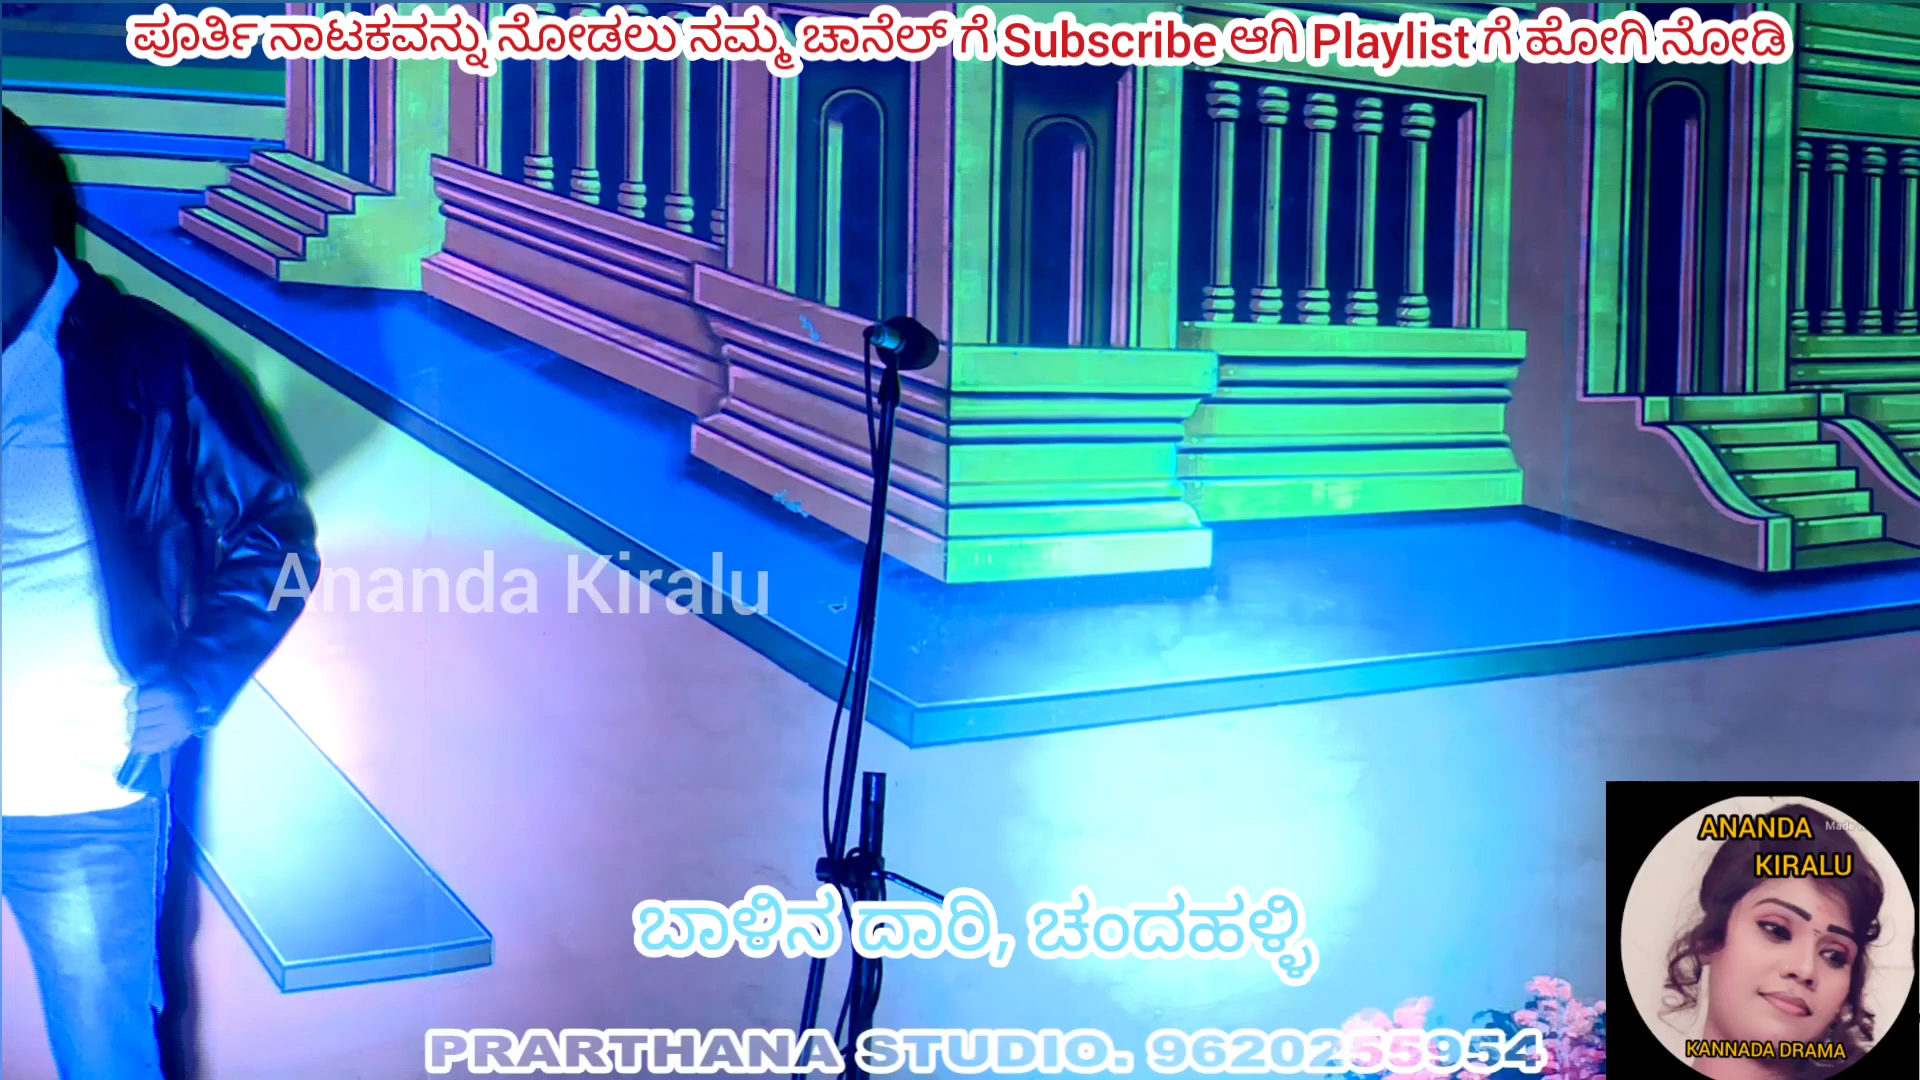 ಪೂರ್ತಿ ನಾಟಕವನ್ನು ನೋಡಲು ನಮ್ಮ ಚಾನೆಲ್ ಗೆ Subscribe ಆಗಿ Playlist ಗೆ ಹೋಗಿ ನೋಡಿ
Ananda Kiralu
ANANDA
KIRALU
ಬಾಳಿನ ದಾರಿ, ಚಂದಹಳ್ಳಿ
PRARTHANA STUDIO. 9620255954
KANNADA DRAMA